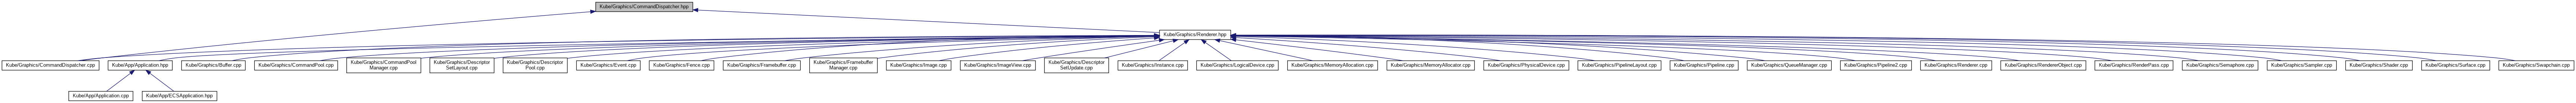 Kube/Graphics/CommandDispatcher.hpp
Kube/Graphics/Renderer.hpp
Kube/Graphics/CommandDispatcher.cpp
Kube/App/Application.hpp
Kube/Graphics/Buffer.cpp
Kube/Graphics/CommandPool.cpp
Kube/Graphics/CommandPool
Manager.cpp
Kube/Graphics/Descriptor
SetLayout.cpp
Kube/Graphics/Descriptor
Pool.cpp
Kube/Graphics/Event.cpp
Kube/Graphics/Fence.cpp
Kube/Graphics/Framebuffer.cpp
Kube/Graphics/Framebuffer
Manager.cpp
Kube/Graphics/Image.cpp
Kube/Graphics/ImageView.cpp
Kube/Graphics/Descriptor
SetUpdate.cpp
Kube/Graphics/Instance.cpp
Kube/Graphics/LogicalDevice.cpp
Kube/Graphics/MemoryAllocation.cpp
Kube/Graphics/MemoryAllocator.cpp
Kube/Graphics/PhysicalDevice.cpp
Kube/Graphics/PipelineLayout.cpp
Kube/Graphics/Pipeline.cpp
Kube/Graphics/QueueManager.cpp
Kube/Graphics/Pipeline2.cpp
Kube/Graphics/Renderer.cpp
Kube/Graphics/RendererObject.cpp
Kube/Graphics/RenderPass.cpp
Kube/Graphics/Semaphore.cpp
Kube/Graphics/Sampler.cpp
Kube/Graphics/Shader.cpp
Kube/Graphics/Surface.cpp
Kube/Graphics/Swapchain.cpp
Kube/App/Application.cpp
Kube/App/ECSApplication.hpp